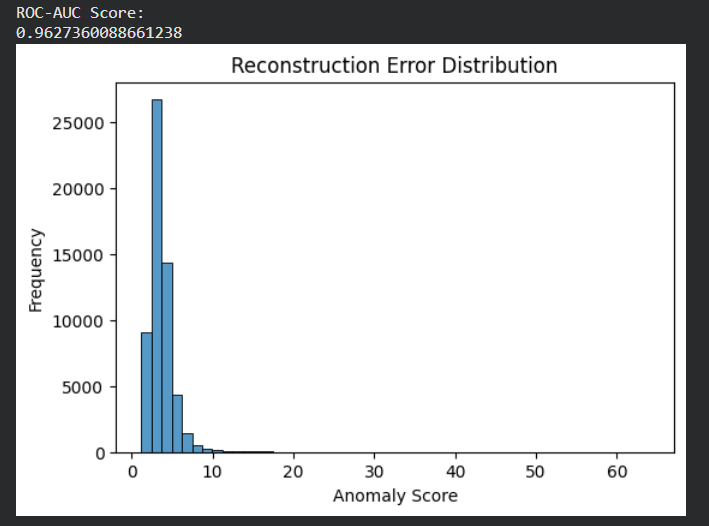 ROC-AUC Score:
0.9627360088661238
Reconstruction Error Distribution
25000
20000
15000
10000
5000
0
Frequency
0 10 20 30 40 50 60
Anomaly Score